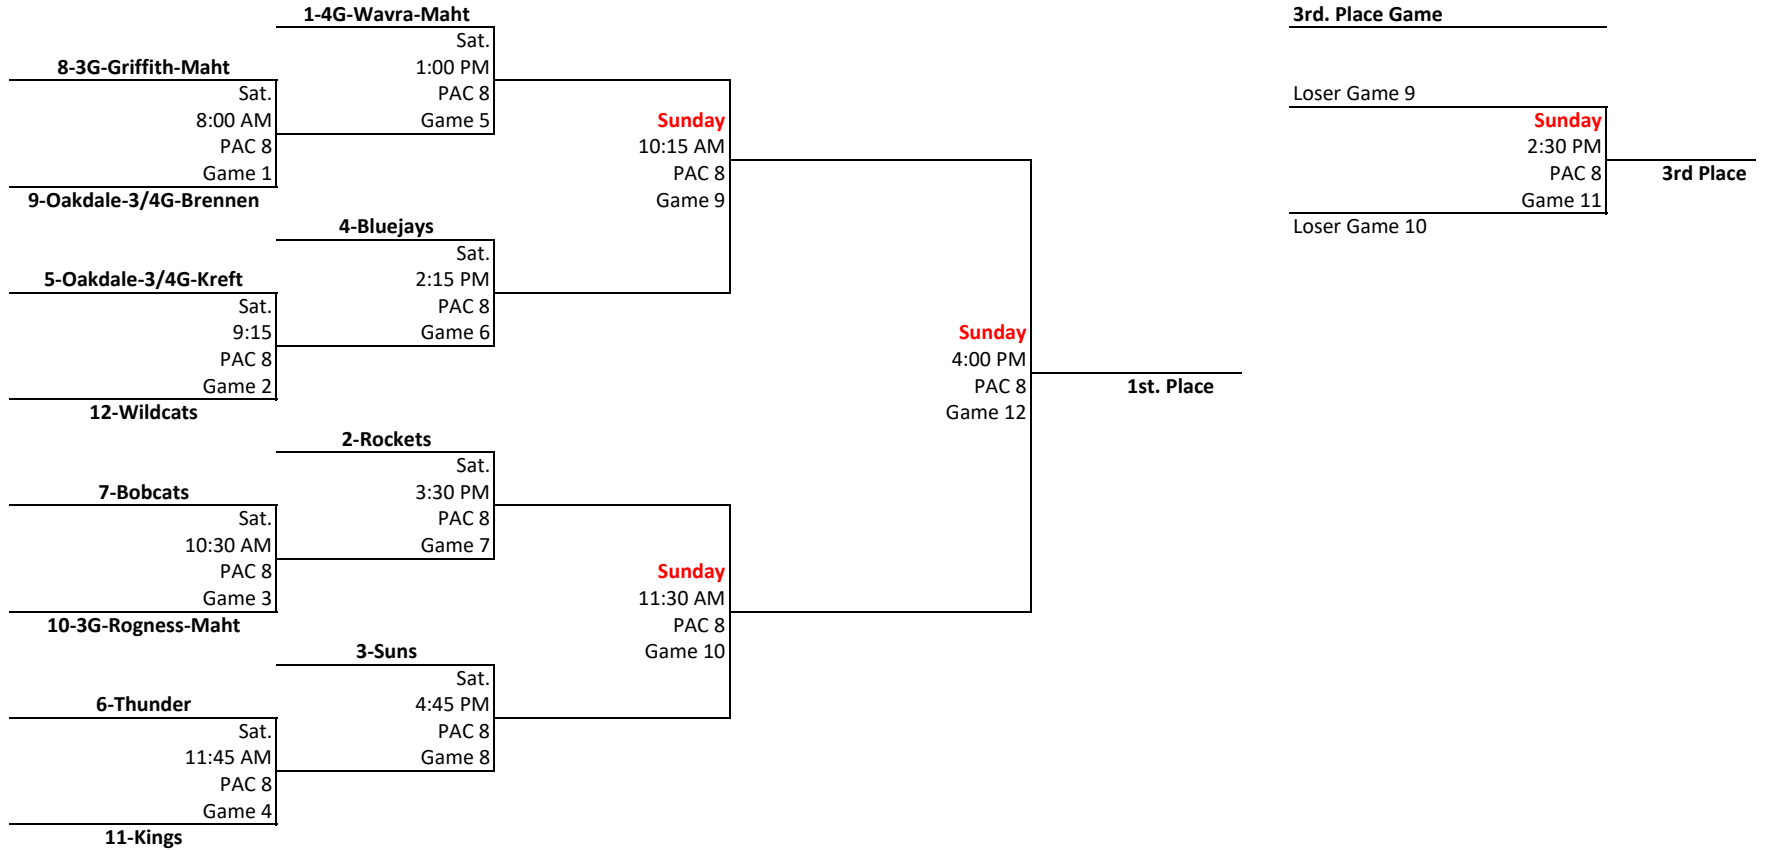 1-4G-Wavra-Maht
Sat.
8-3G-Griffith-Maht
1:00 PM
Sat.
PAC 8
8:00 AM
Game 5
PAC 8
Game 1
9-Oakdale-3/4G-Brennen
Sunday
10:15 AM
PAC 8
Game 9
4-Bluejays
Sat.
5-Oakdale-3/4G-Kreft
2:15 PM
Sat.
PAC 8
9:15
Game 6
PAC 8
Game 2
12-Wildcats
2-Rockets
Sat.
7-Bobcats
3:30 PM
Sat.
PAC 8
10:30 AM
Game 7
PAC 8
Game 3
10-3G-Rogness-Maht
Sunday
11:30 AM
PAC 8
Game 10
3-Suns
Sat.
6-Thunder
4:45 PM
Sat.
PAC 8
11:45 AM
Game 8
PAC 8
Game 4
11-Kings
Sunday
4:00 PM
PAC 8
Game 12
1st. Place
3rd. Place Game
Loser Game 9
Sunday
2:30 PM
PAC 8
Game 11
3rd Place
Loser Game 10